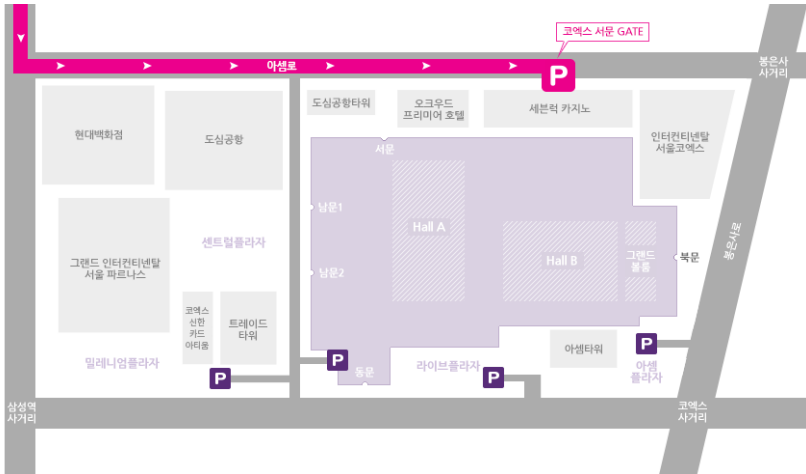 코엑스 서문 GATE
P
아셈로
봉은사
사거리
도심공항타워
오크우드
프리미어 호텔
세븐럭 카지노
현대백화점
도심공항
인터컨티넨탈
서울코엑스
서문
남문1
Hall A
센트럴플라자
봉은사로
그랜드 인터컨티넨탈
서울 파르나스
남문2
Hall B
그랜드
볼룸
북문
코엑스
신한
카드
아티움
트레이드
타워
밀레니엄플라자
P
P
동문
라이브플라자
P
아셈타워
P
아셈
플라자
삼성역
사거리
코엑스
사거리